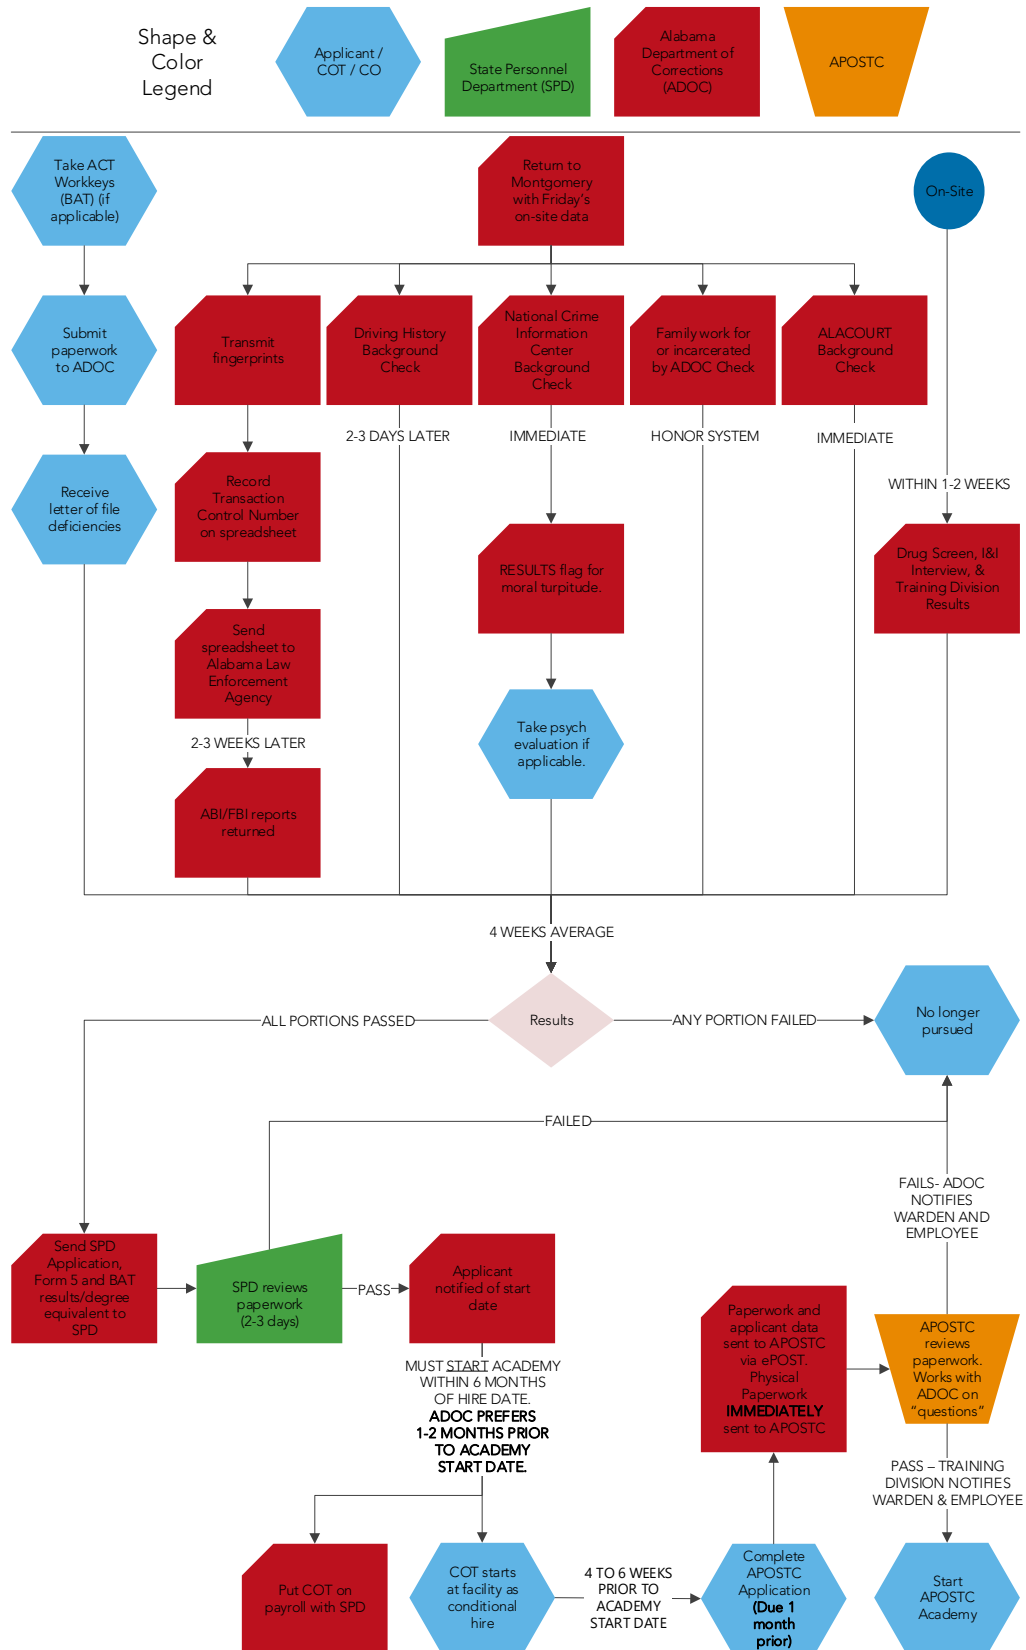 Shape &
Color
Legend
Applicant /
COT / CO
State Personnel
Department (SPD)
Alabama
Department of
Corrections
(ADOC)
APOSTC
Take ACT
Workkeys
(BAT) (if
applicable)
Return to
Montgomery
with Friday's
on-site data
On-Site
Submit
paperwork
to ADOC
Transmit
fingerprints
Driving History
Background
Check
National Crime
Information
Center
Background
Check
Family work for
or incarcerated
by ADOC Check
ALACOURT
Background
Check
2-3 DAYS LATER
IMMEDIATE
HONOR SYSTEM
IMMEDIATE
WITHIN 1-2 WEEKS
Receive
letter of file
deficiencies
Record
Transaction
Control Number
on spreadsheet
RESULTS flag for
moral turpitude.
Drug Screen, I&I
Interview, &
Training Division
Results
Send
spreadsheet to
Alabama Law
Enforcement
Agency
2-3 WEEKS LATER
Take psych
evaluation if
applicable.
ABI/FBI reports
returned
4 WEEKS AVERAGE
Results
ALL PORTIONS PASSED
ANY PORTION FAILED
No longer
pursued
FAILED
FAILS- ADOC
NOTIFIES
WARDEN AND
EMPLOYEE
Send SPD
Application,
Form 5 and BAT
results/degree
equivalent to
SPD
SPD reviews
paperwork
(2-3 days)
PASS
Applicant
notified of start
date
MUST START ACADEMY
WITHIN 6 MONTHS
OF HIRE DATE.
ADOC PREFERS
1-2 MONTHS PRIOR
TO ACADEMY
START DATE.
Paperwork and
applicant data
sent to APOSTC
via ePOST.
Physical
Paperwork
IMMEDIATELY
sent to APOSTC
APOSTC
reviews
paperwork.
Works with
ADOC on
"questions"
PASS – TRAINING
DIVISION NOTIFIES
WARDEN & EMPLOYEE
Put COT on
payroll with SPD
COT starts
at facility as
conditional
hire
4 TO 6 WEEKS
PRIOR TO
ACADEMY
START DATE
Complete
APOSTC
Application
(Due 1
month
prior)
Start
APOSTC
Academy